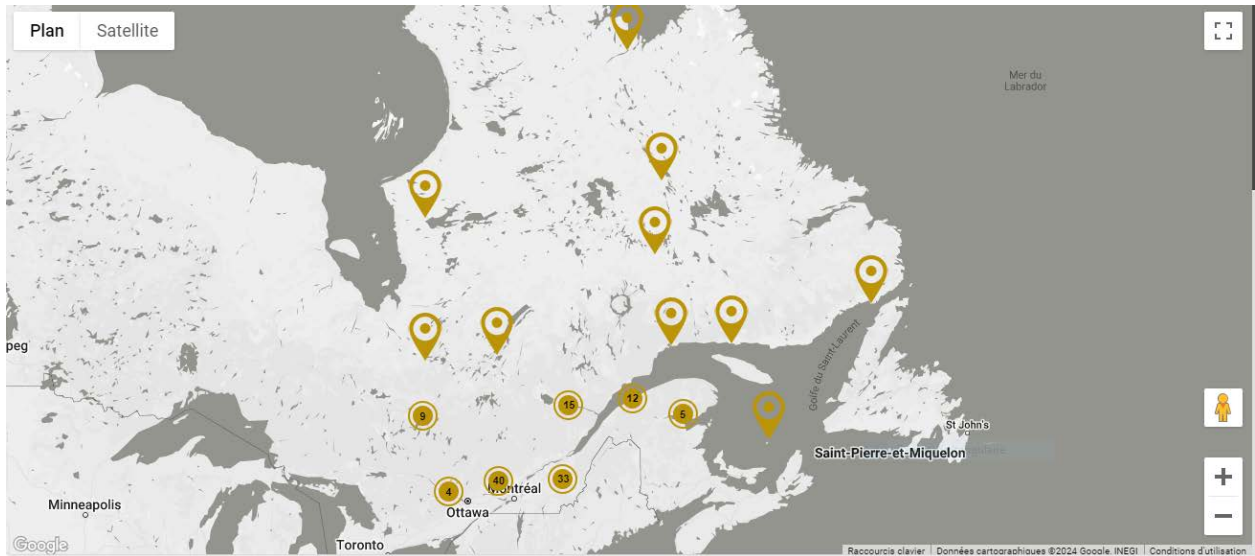 Plan
Satellite
Mer du
Labrador
peg
Golfe du Saint-Laurent
9
15
12
5
St John's
Saint-Pierre-et-Miquelon
4
40
33
Montréal
Ottawa
Minneapolis
Toronto
Google
Raccourcis clavier
Données cartographiques ©2024 Google, INEGI
Conditions d'utilisation